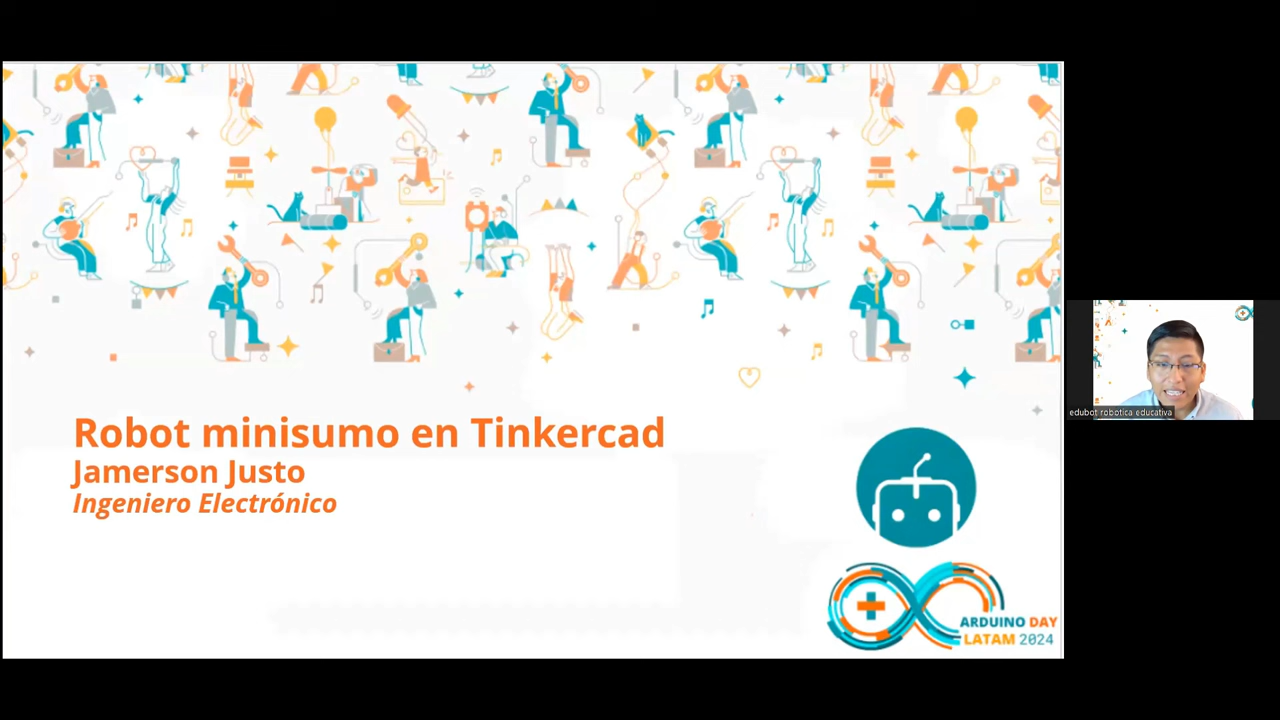 Robot minisumo en Tinkercad
Jamerson Justo
Ingeniero Electrónico
ARDUINO DAY
LATAM 2024
edubot robotica educativa